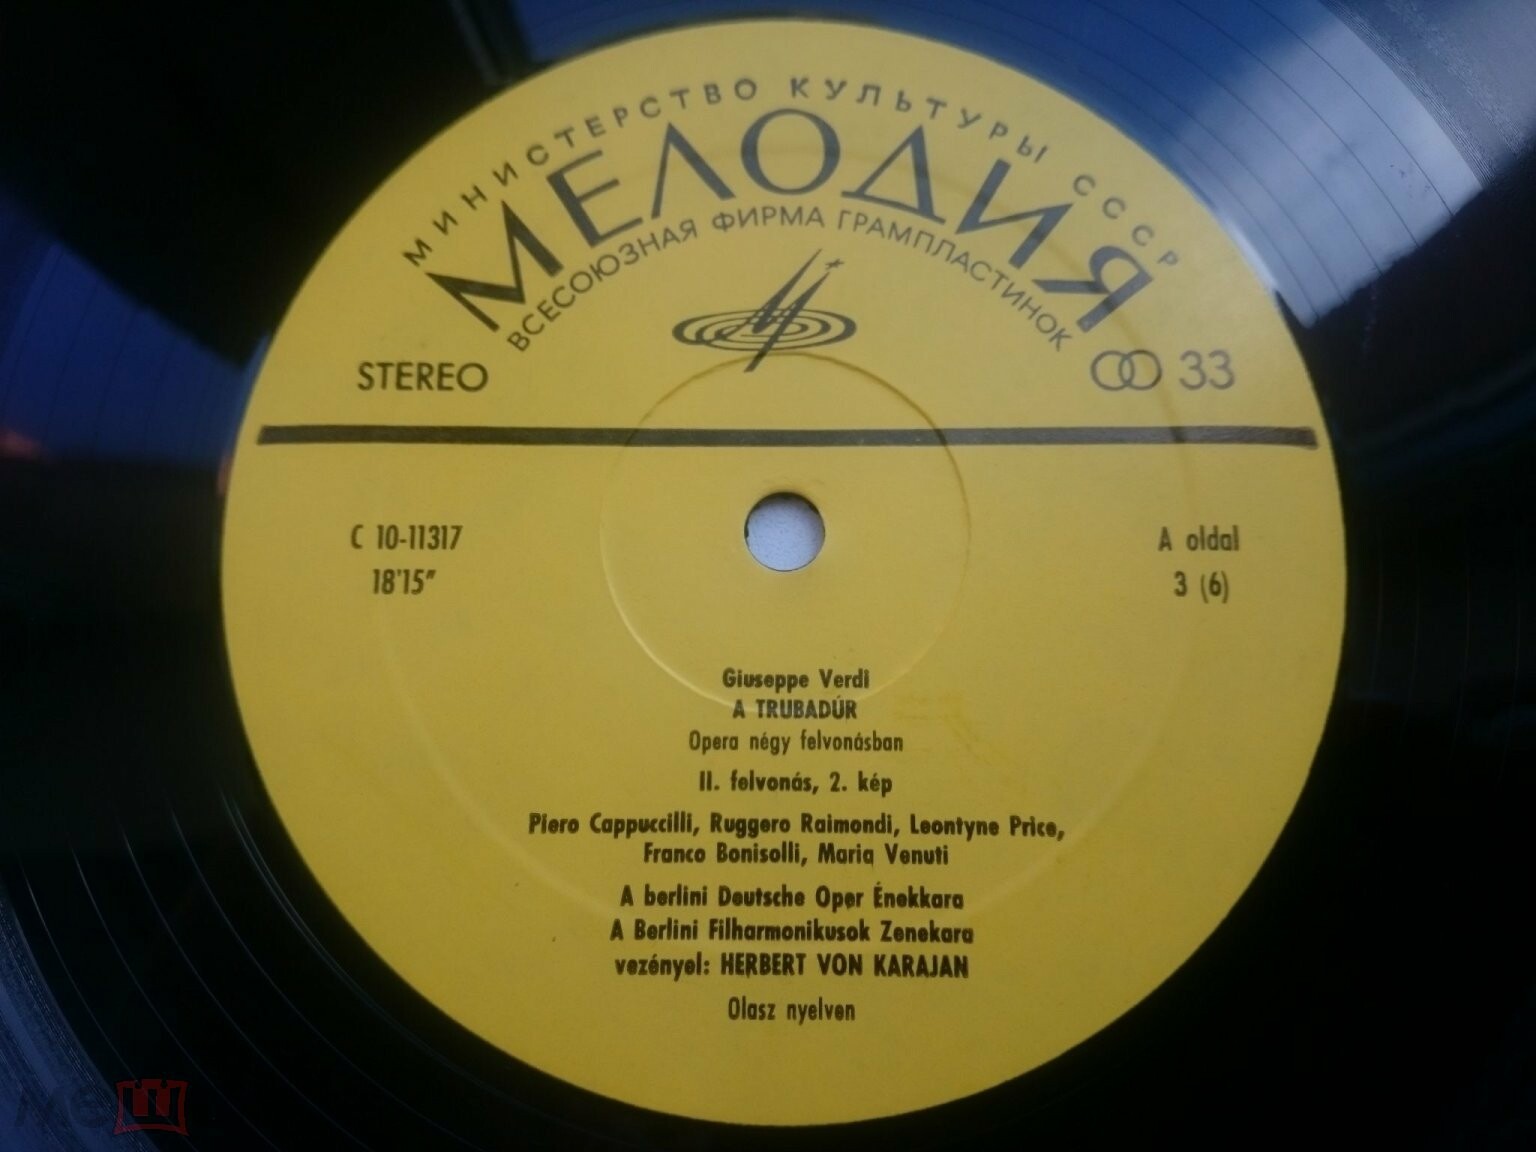 МИНИСТЕРСТВО КУЛЬТУРЫ СССР
МЕЛОДИЯ
ВСЕСОЮЗНАЯ ФИРМА ГРАМПЛАСТИНОК
STEREO
33
C 10-11317
18'15"
A oldal
3 (6)
Giuseppe Verdi
A TRUBADÚR
Opera négy felvonásban
II. felvonás, 2. kép
Piero Cappuccilli, Ruggero Raimondi, Leontyne Price,
Franco Bonisolli, Maria Venuti
A berlini Deutsche Oper Énekkara
A Berlini Filharmonikusok Zenekara
vezényel: HERBERT VON KARAJAN
Olasz nyelven